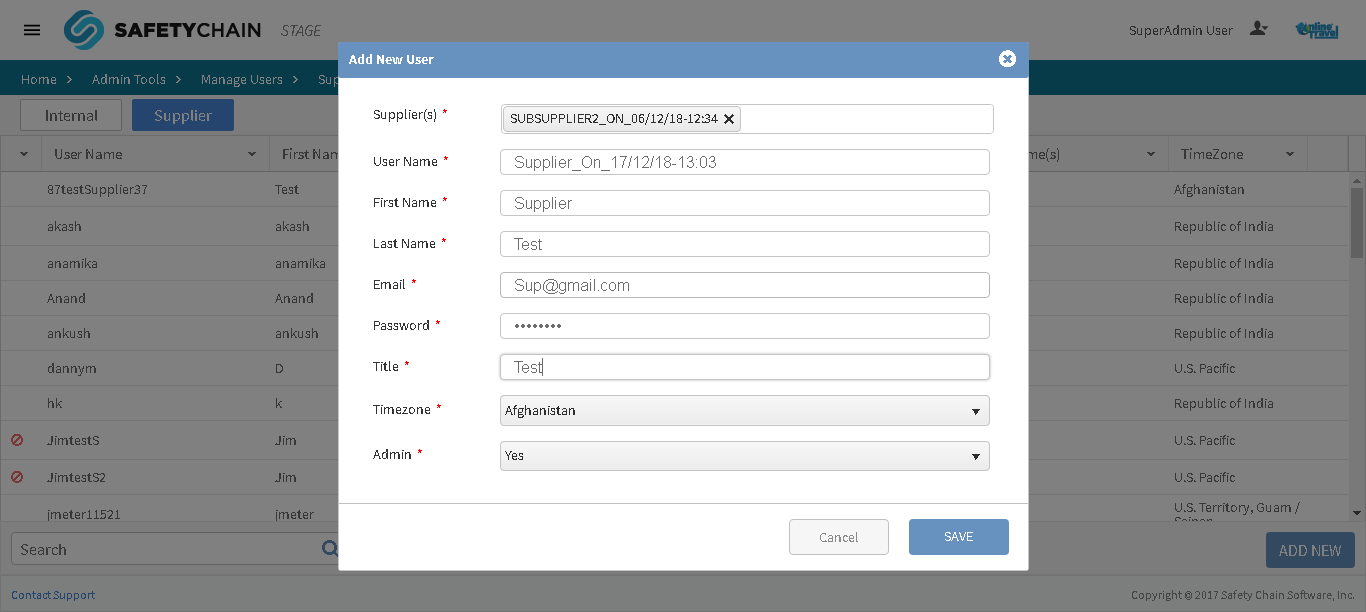 SAFETYCHAIN STAGE
SuperAdmin User
Online Travel
Home > Admin Tools > Manage Users > Sup
Internal Supplier
User Name First Nam me(s) TimeZone
87testSupplier37 Test Afghanistan
akash akash Republic of India
anamika anamika Republic of India
Anand Anand Republic of India
ankush ankush Republic of India
dannym D U.S. Pacific
hk k Republic of India
JimtestS Jim U.S. Pacific
JimtestS2 Jim U.S. Pacific
jmeter11521 jmeter U.S. Territory, Guam /
Saipan
Search ADD NEW
Contact Support Copyright © 2017 Safety Chain Software, Inc.
Add New User
Supplier(s) * SUBSUPPLIER2_ON_06/12/18-12:34
User Name * Supplier_On_17/12/18-13:03
First Name * Supplier
Last Name * Test
Email * Sup@gmail.com
Password * ••••••••
Title * Test
Timezone * Afghanistan
Admin * Yes
Cancel SAVE